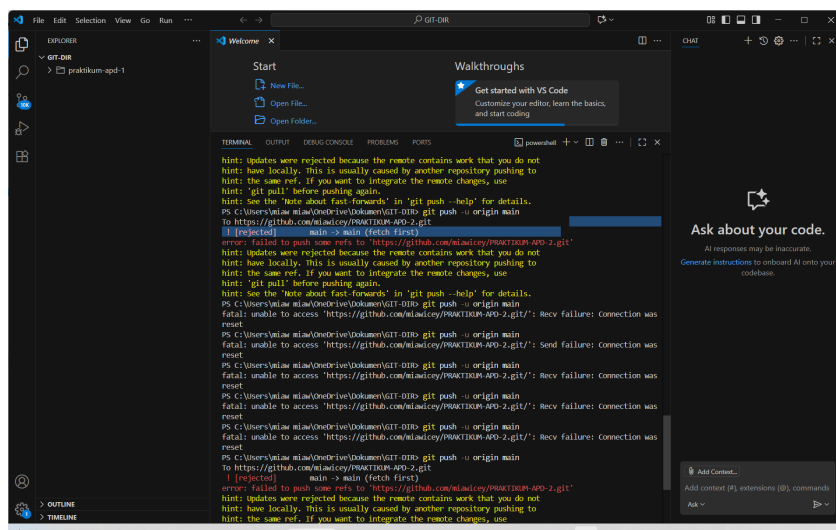 File Edit Selection View Go Run ···
GIT-DIR
EXPLORER
GIT-DIR
praktikum-apd-1
10K
OUTLINE
TIMELINE
Welcome
Start
New File...
Open File...
Open Folder...
Walkthroughs
Get started with VS Code
Customize your editor, learn the basics,
and start coding
TERMINAL OUTPUT DEBUG CONSOLE PROBLEMS PORTS
powershell
hint: Updates were rejected because the remote contains work that you do not
hint: have locally. This is usually caused by another repository pushing to
hint: the same ref. If you want to integrate the remote changes, use
hint: 'git pull' before pushing again.
hint: See the 'Note about fast-forwards' in 'git push --help' for details.
PS C:\Users\miaw miaw\OneDrive\Dokumen\GIT-DIR> git push -u origin main
To https://github.com/miawicey/PRAKTIKUM-APD-2.git
! [rejected] main -> main (fetch first)
error: failed to push some refs to 'https://github.com/miawicey/PRAKTIKUM-APD-2.git'
hint: Updates were rejected because the remote contains work that you do not
hint: have locally. This is usually caused by another repository pushing to
hint: the same ref. If you want to integrate the remote changes, use
hint: 'git pull' before pushing again.
hint: See the 'Note about fast-forwards' in 'git push --help' for details.
PS C:\Users\miaw miaw\OneDrive\Dokumen\GIT-DIR> git push -u origin main
fatal: unable to access 'https://github.com/miawicey/PRAKTIKUM-APD-2.git/': Recv failure: Connection was
reset
PS C:\Users\miaw miaw\OneDrive\Dokumen\GIT-DIR> git push -u origin main
fatal: unable to access 'https://github.com/miawicey/PRAKTIKUM-APD-2.git/': Send failure: Connection was
reset
PS C:\Users\miaw miaw\OneDrive\Dokumen\GIT-DIR> git push -u origin main
fatal: unable to access 'https://github.com/miawicey/PRAKTIKUM-APD-2.git/': Recv failure: Connection was
reset
PS C:\Users\miaw miaw\OneDrive\Dokumen\GIT-DIR> git push -u origin main
fatal: unable to access 'https://github.com/miawicey/PRAKTIKUM-APD-2.git/': Recv failure: Connection was
reset
PS C:\Users\miaw miaw\OneDrive\Dokumen\GIT-DIR> git push -u origin main
fatal: unable to access 'https://github.com/miawicey/PRAKTIKUM-APD-2.git/': Recv failure: Connection was
reset
PS C:\Users\miaw miaw\OneDrive\Dokumen\GIT-DIR> git push -u origin main
To https://github.com/miawicey/PRAKTIKUM-APD-2.git
! [rejected] main -> main (fetch first)
error: failed to push some refs to 'https://github.com/miawicey/PRAKTIKUM-APD-2.git'
hint: Updates were rejected because the remote contains work that you do not
hint: have locally. This is usually caused by another repository pushing to
hint: the same ref. If you want to integrate the remote changes, use
CHAT
Ask about your code.
AI responses may be inaccurate.
Generate instructions to onboard AI onto your
codebase.
Add Context...
Add context (#), extensions (@), commands
Ask